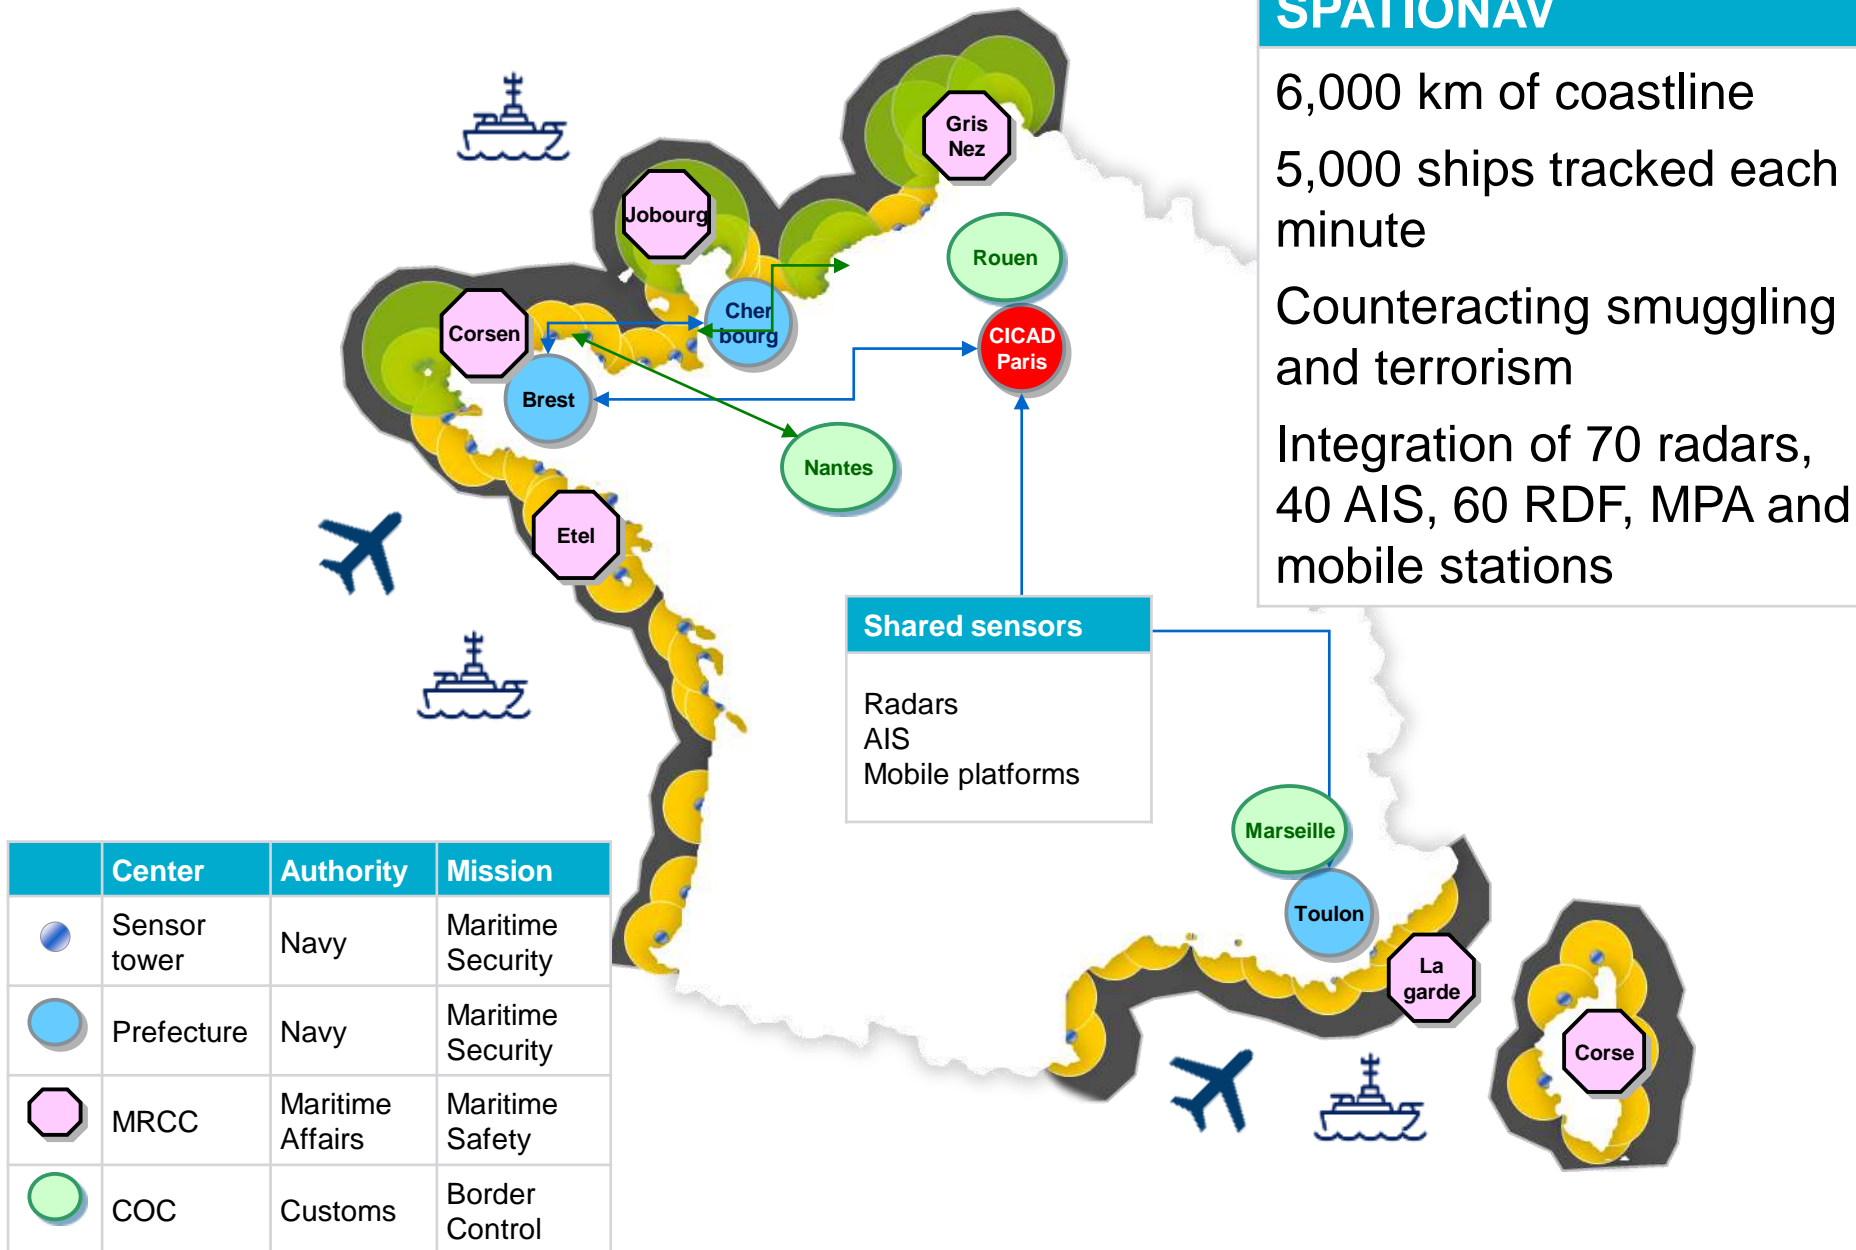 SPATIONAV
6,000 km of coastline
5,000 ships tracked each
minute
Counteracting smuggling
and terrorism
Integration of 70 radars,
40 AIS, 60 RDF, MPA and
mobile stations
Gris
Nez
Jobourg
Rouen
Corsen
Cher
bourg
CICAD
Paris
Brest
Nantes
Etel
Shared sensors
Radars
AIS
Mobile platforms
Marseille
Toulon
La
garde
Corse
Center Authority Mission
Sensor
tower
Navy
Maritime
Security
Prefecture
Navy
Maritime
Security
MRCC
Maritime
Affairs
Maritime
Safety
COC
Customs
Border
Control